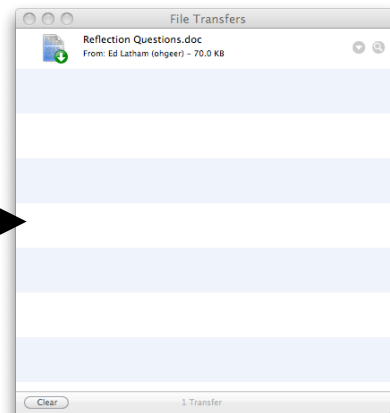 File Transfers
Reflection Questions.doc
From: Ed Latham (ohgeer) – 70.0 KB
Clear
1 Transfer